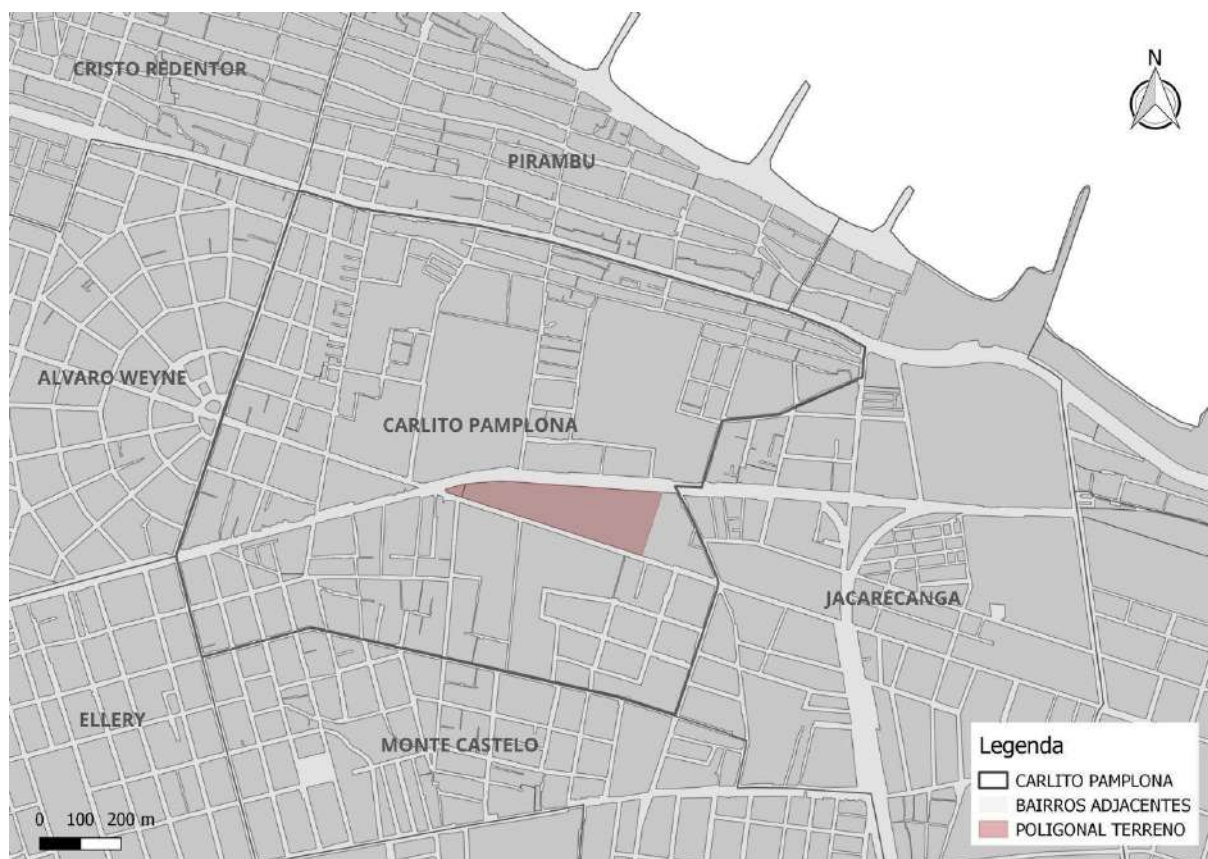 CRISTO REDENTOR
N
PIRAMBU
ALVARO WEYNE
CARLITO PAMPLONA
JACARECANGA
ELLERY
MONTE CASTELO
Legenda
CARLITO PAMPLONA
BAIRROS ADJACENTES
POLIGONAL TERRENO
0 100 200 m